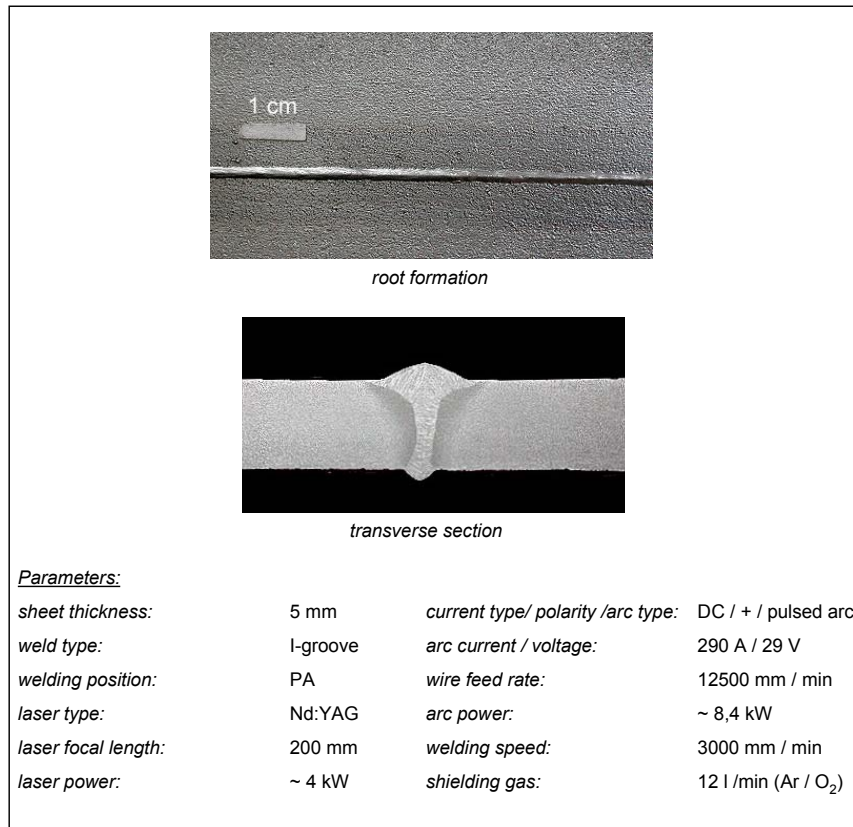 1 cm
root formation
transverse section
Parameters:
sheet thickness: 5 mm current type/ polarity /arc type: DC / + / pulsed arc
weld type: I-groove arc current / voltage: 290 A / 29 V
welding position: PA wire feed rate: 12500 mm / min
laser type: Nd:YAG arc power: ~ 8,4 kW
laser focal length: 200 mm welding speed: 3000 mm / min
laser power: ~ 4 kW shielding gas: 12 l /min (Ar / O₂)